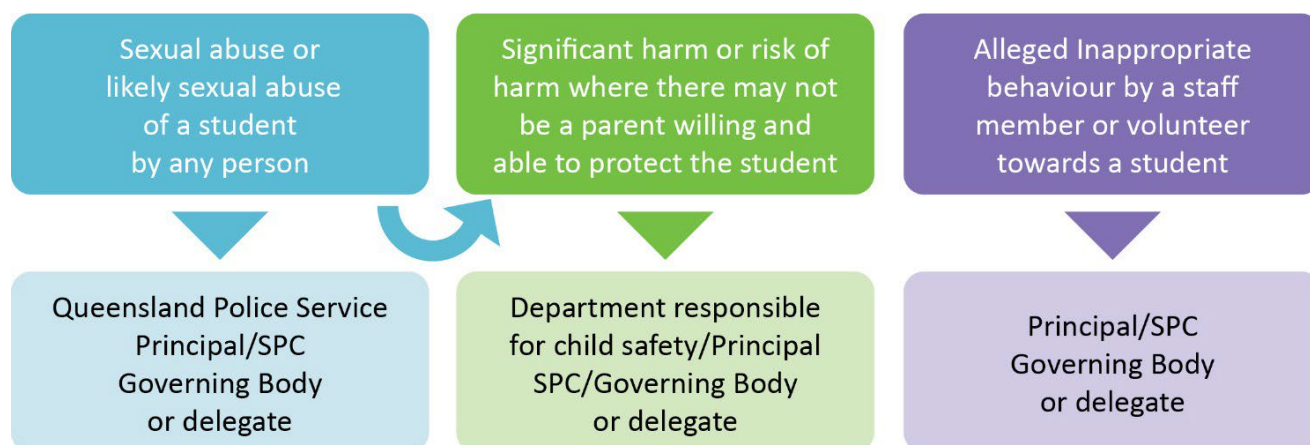 Sexual abuse or
likely sexual abuse
of a student
by any person
Significant harm or risk of
harm where there may not
be a parent willing and
able to protect the student
Alleged Inappropriate
behaviour by a staff
member or volunteer
towards a student
Queensland Police Service
Principal/SPC
Governing Body
or delegate
Department responsible
for child safety/Principal
SPC/Governing Body
or delegate
Principal/SPC
Governing Body
or delegate